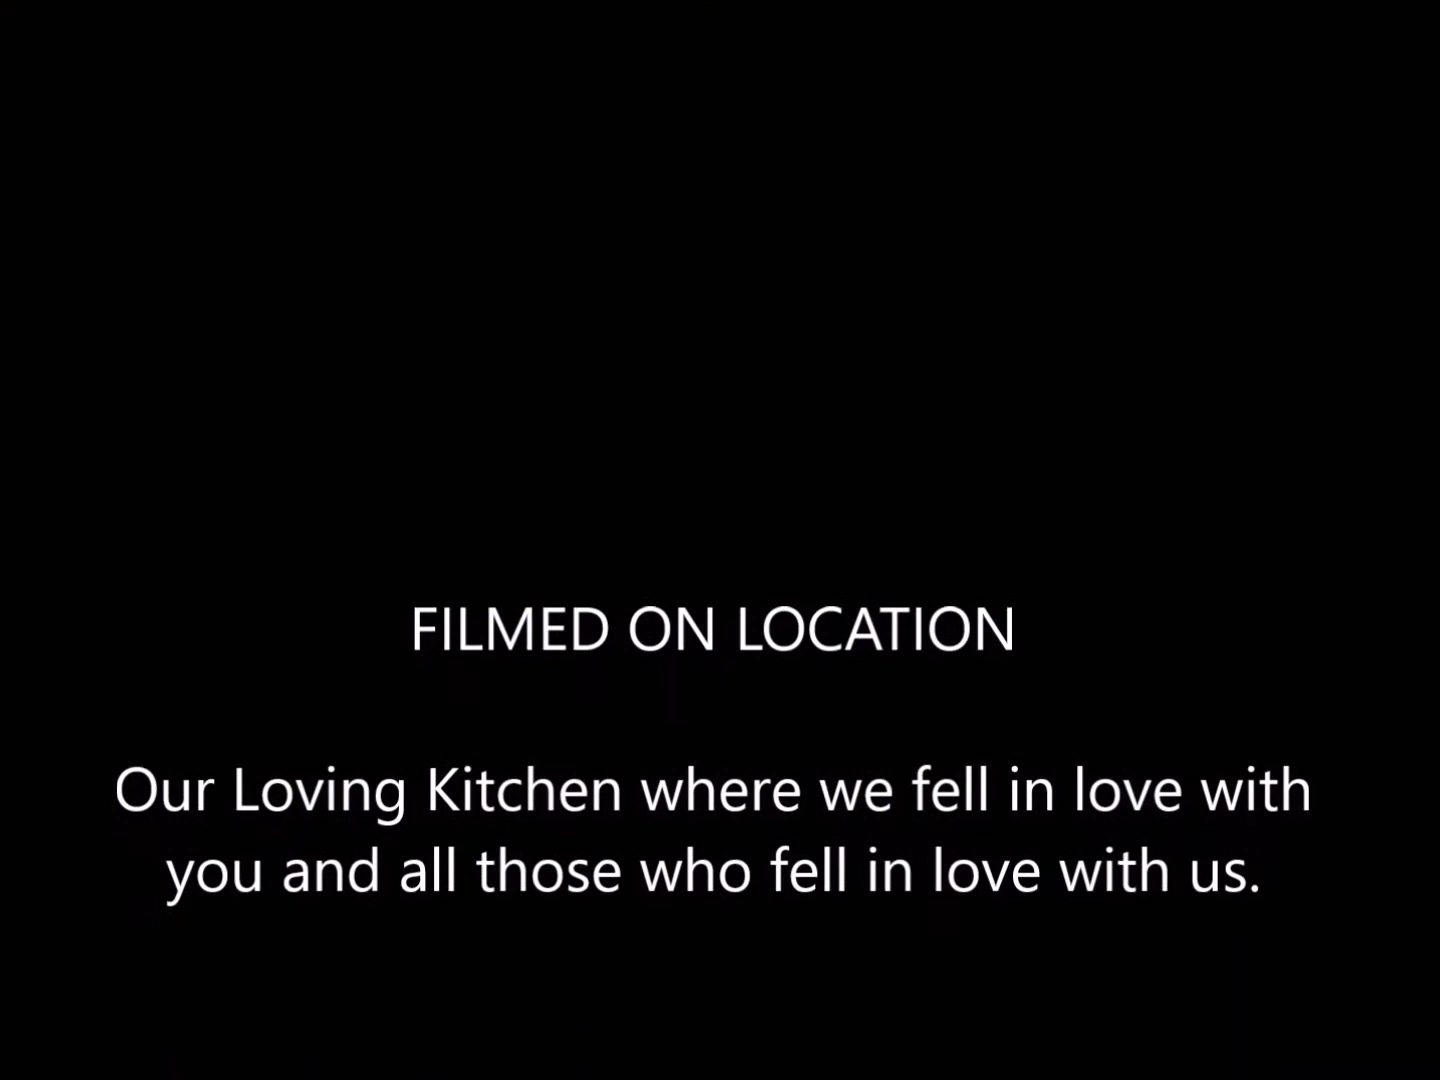 FILMED ON LOCATION
Our Loving Kitchen where we fell in love with
you and all those who fell in love with us.